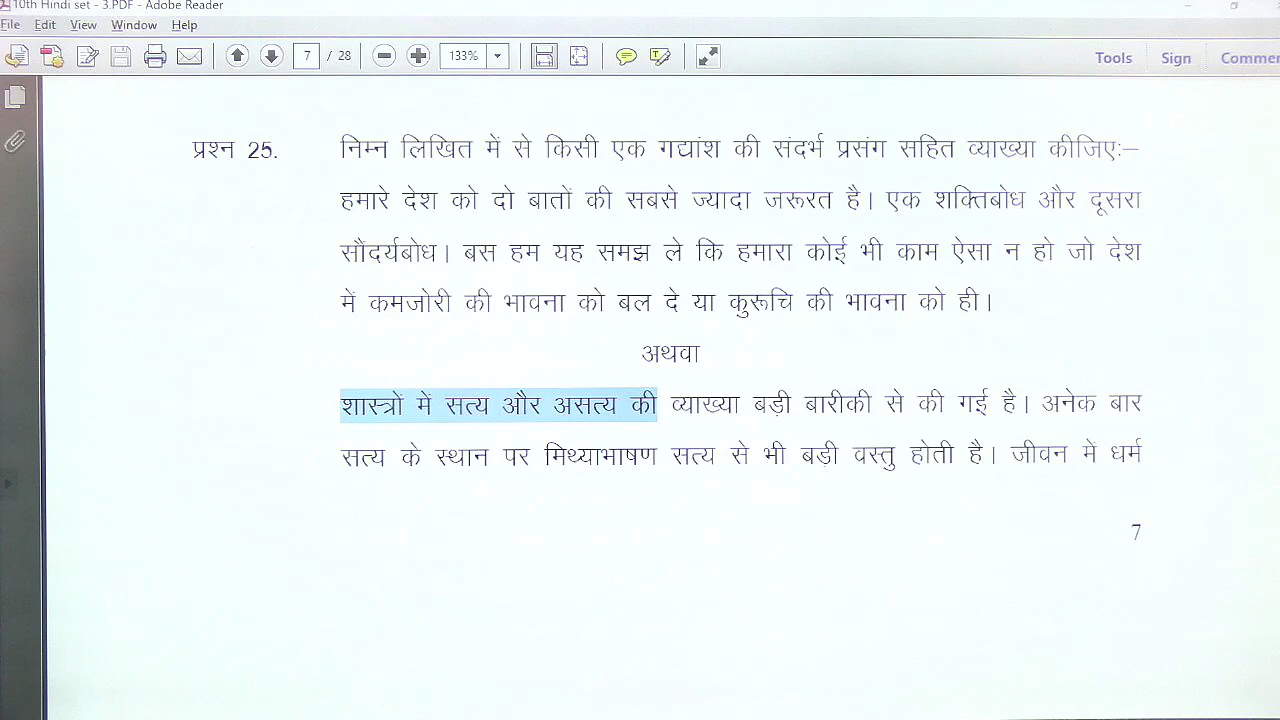 10th Hindi set - 3.PDF - Adobe Reader
File Edit View Window Help
7 / 28 133% Tools Sign Commen
प्रश्न 25. निम्न लिखित में से किसी एक गद्यांश की संदर्भ प्रसंग सहित व्याख्या कीजिए:–
हमारे देश को दो बातों की सबसे ज्यादा जरूरत है। एक शक्तिबोध और दूसरा
सौंदर्यबोध। बस हम यह समझ ले कि हमारा कोई भी काम ऐसा न हो जो देश
में कमजोरी की भावना को बल दे या कुरूचि की भावना को ही।
अथवा
शास्त्रों में सत्य और असत्य की व्याख्या बड़ी बारीकी से की गई है। अनेक बार
सत्य के स्थान पर मिथ्याभाषण सत्य से भी बड़ी वस्तु होती है। जीवन में धर्म
7